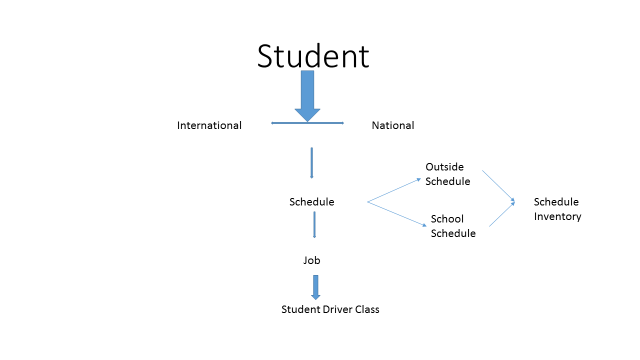 Student
International
National
Outside
Schedule
Schedule
School
Schedule
Schedule
Inventory
Job
Student Driver Class